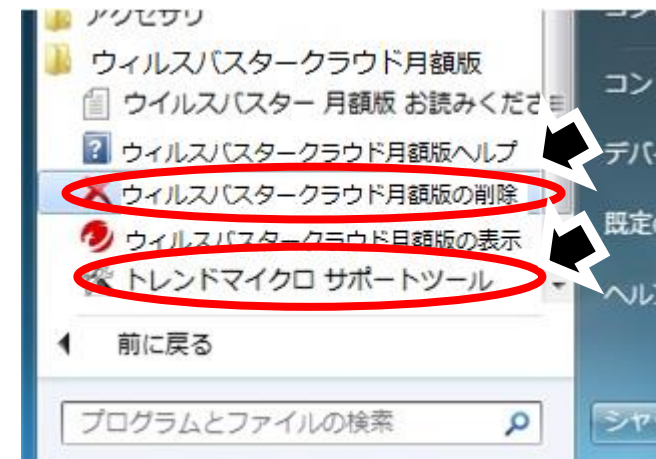 アクセサリ
ウィルスバスタークラウド月額版
ウイルスバスター 月額版 お読みくださ
ウィルスバスタークラウド月額版ヘルプ
ウィルスバスタークラウド月額版の削除
ウィルスバスタークラウド月額版の表示
トレンドマイクロ サポートツール
前に戻る
プログラムとファイルの検索
コン
デバイ
既定の
ヘル
シャ